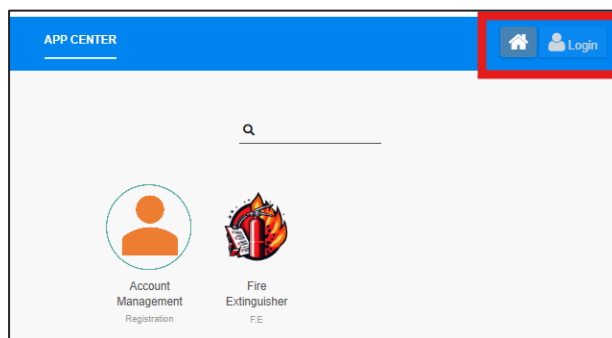 APP CENTER
Login
Account
Management
Registration
Fire
Extinguisher
F.E